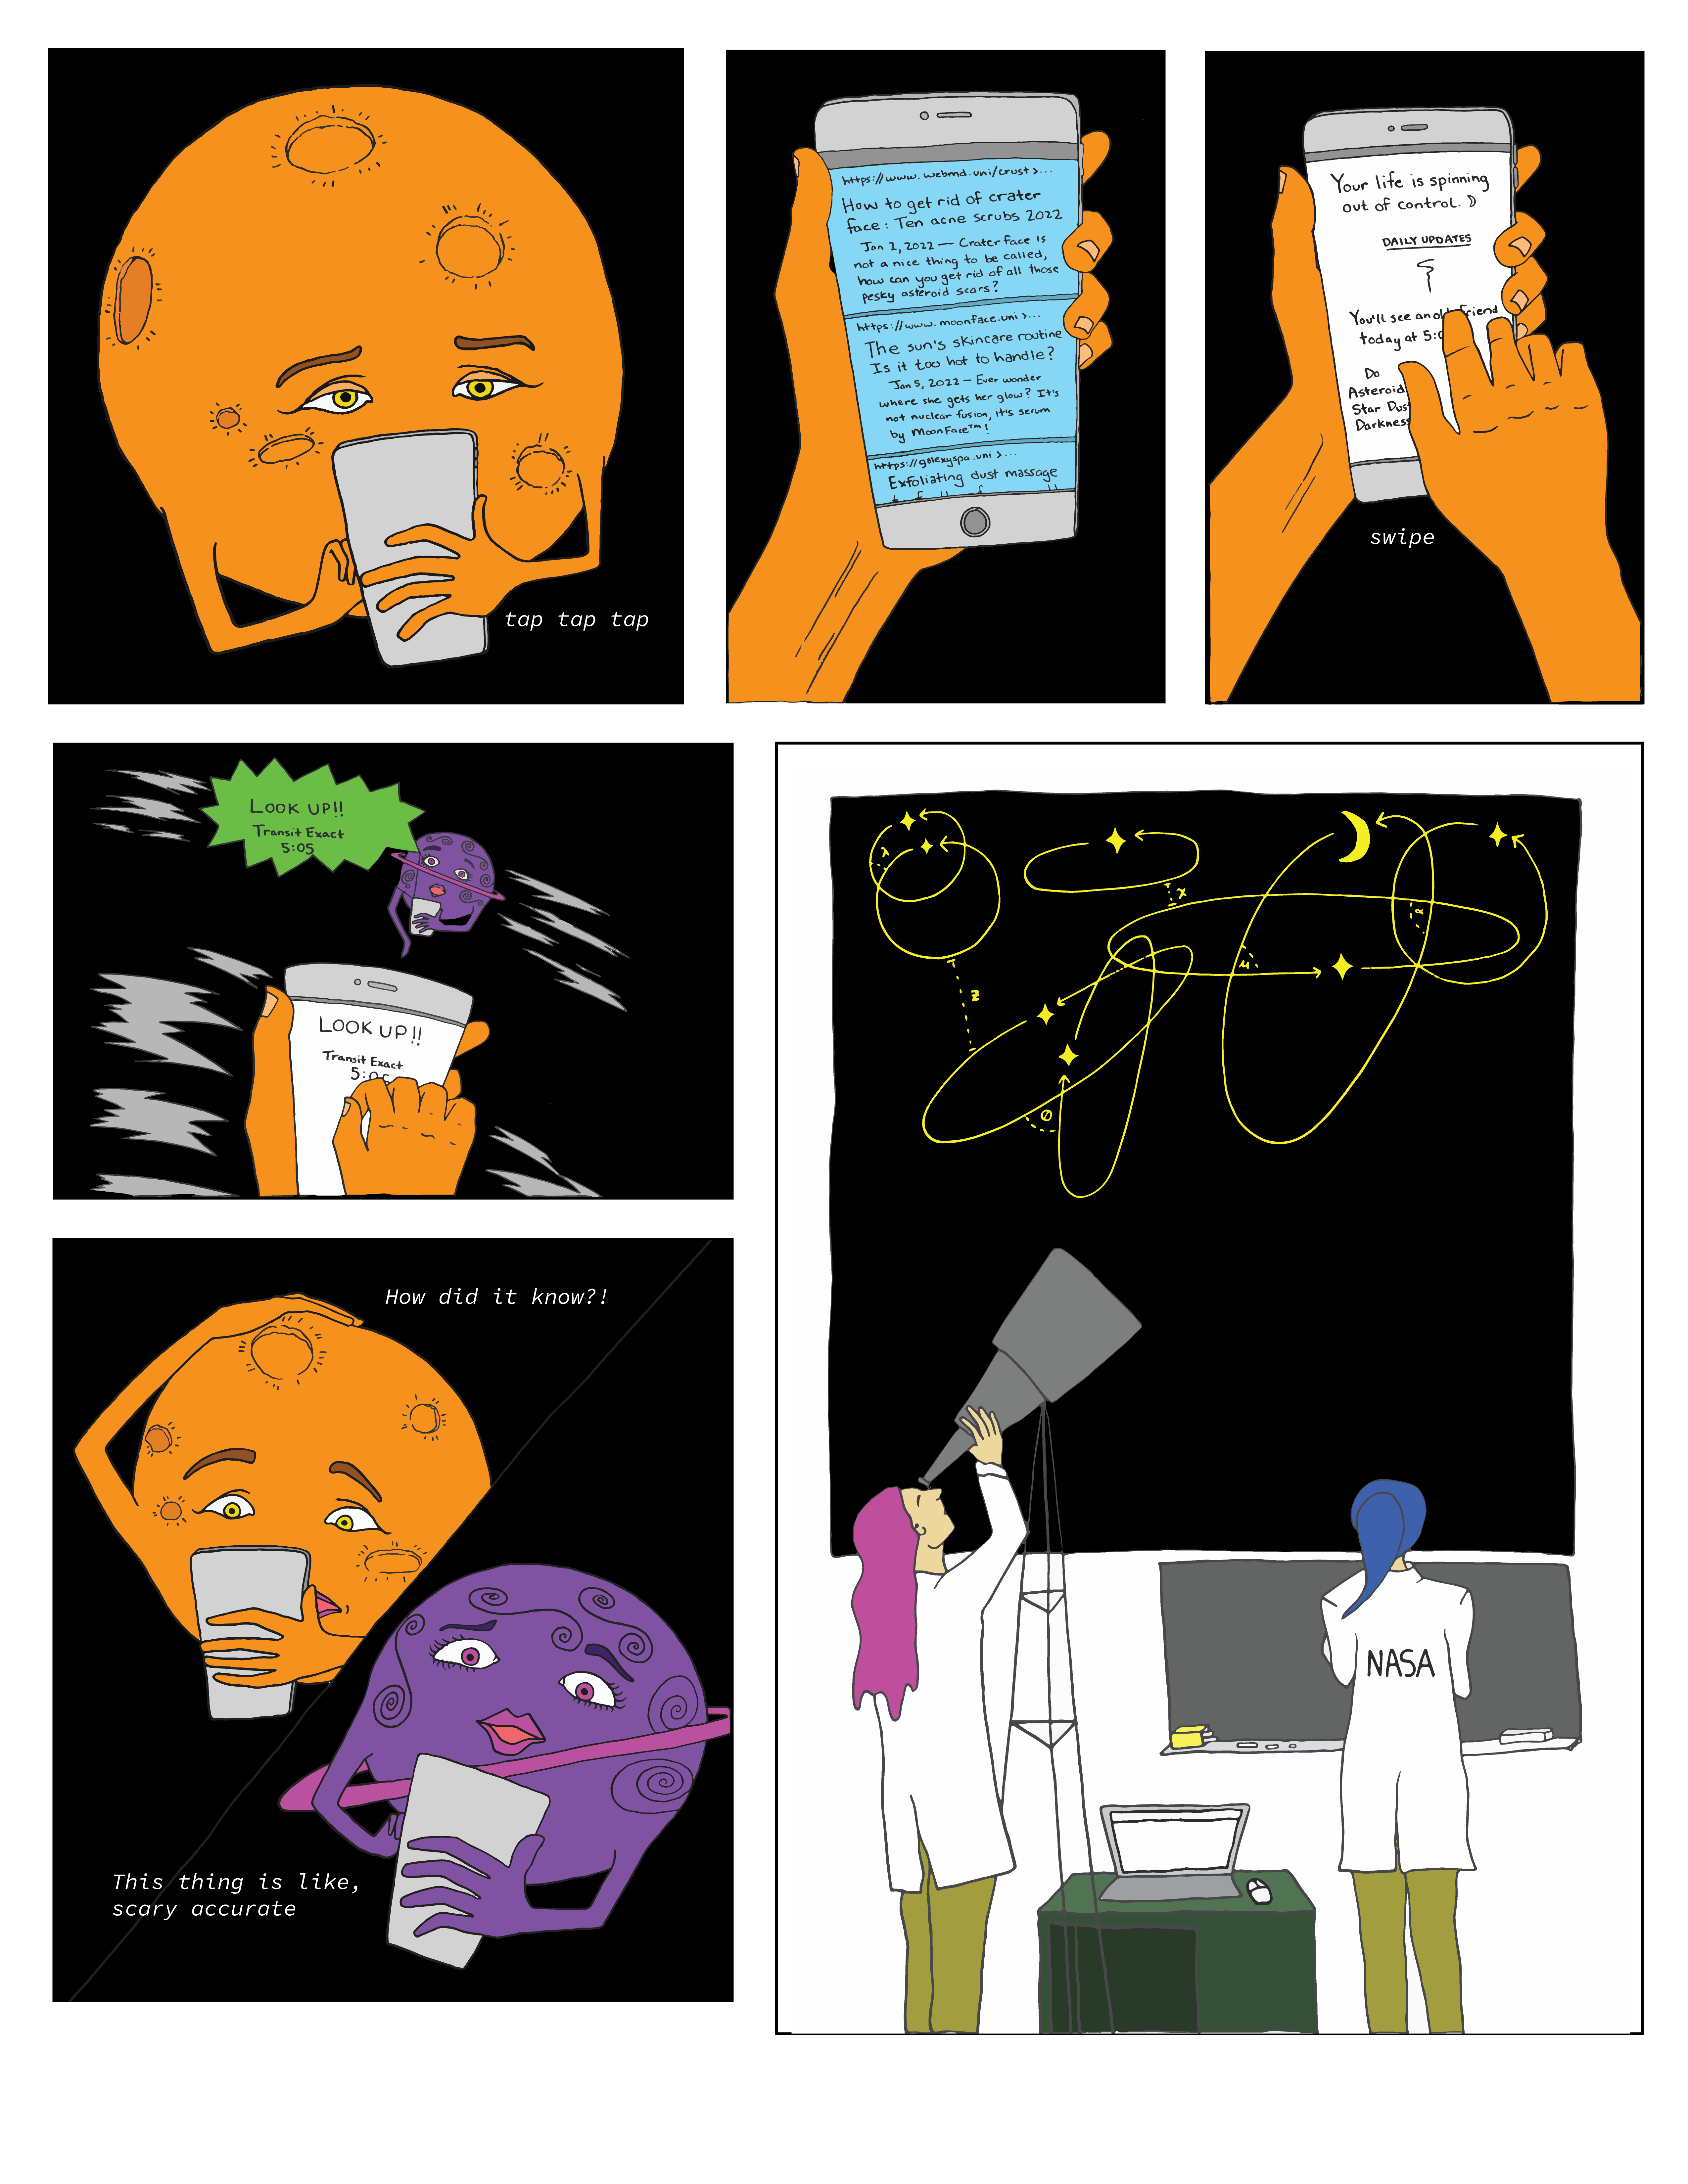 tap tap tap
https://www.webmd.uni/crust >...
How to get rid of crater
face: Ten acne scrubs 2022
Jan 1, 2022 — Crater face is
not a nice thing to be called,
how can you get rid of all those
pesky asteroid scars?
https://www.moonface.uni >...
The sun's skincare routine
Is it too hot to handle?
Jan 5, 2022 — Ever wonder
where she gets her glow? It's
not nuclear fusion, it's serum
by MoonFace™!
https://galexyspa.uni >...
Exfoliating dust massage
Your life is spinning
out of control.
DAILY UPDATES
You'll see an old friend
today at 5:0
Do
Asteroid
Star Dust
Darkness
swipe
LOOK UP!!
Transit Exact
5:05
LOOK UP!!
Transit Exact
5:05
λ
x
α
μ
z
Ø
NASA
How did it know?!
This thing is like,
scary accurate